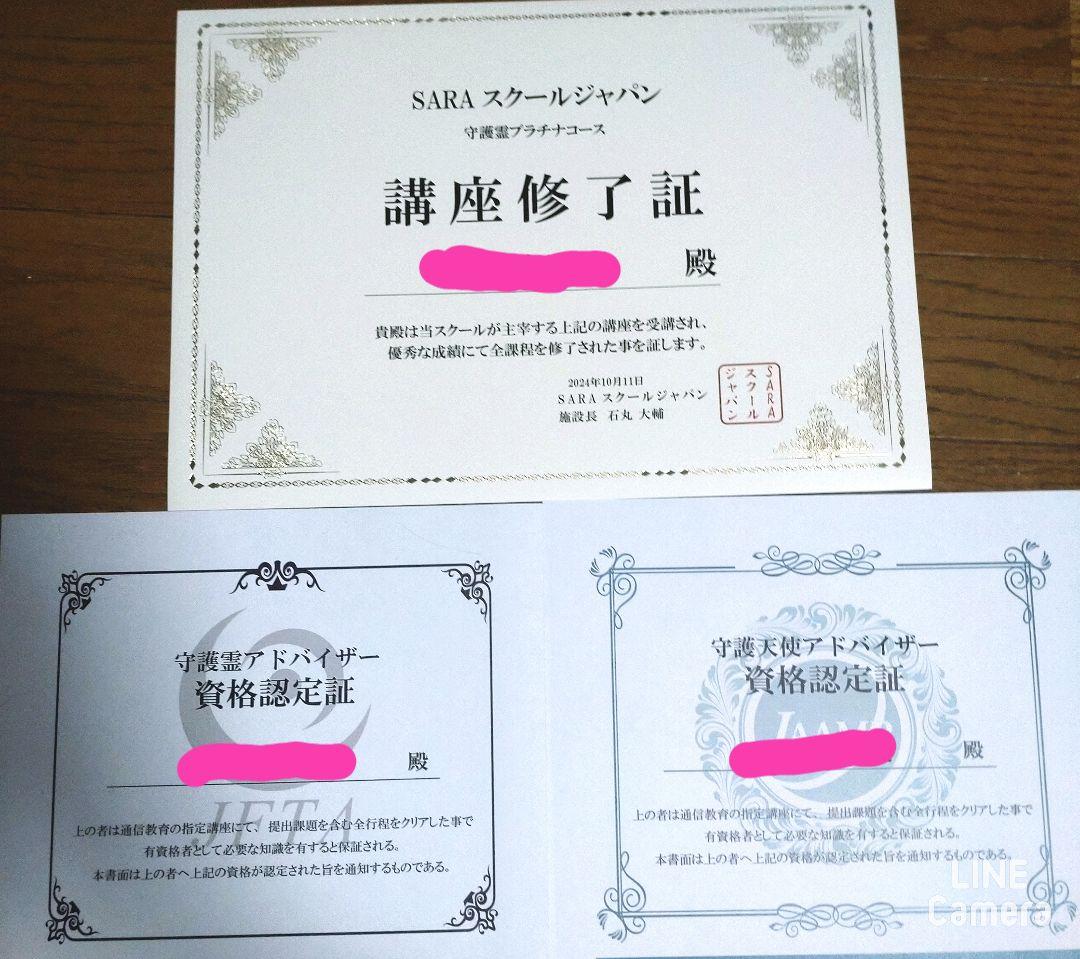 SARA スクールジャパン
守護霊プラチナコース
講座修了証
殿
貴殿は当スクールが主宰する上記の講座を受講され、
優秀な成績にて全課程を修了された事を証します。
2024年10月11日
SARA スクールジャパン
施設長 石丸 大輔
SARA
スクール
ジャパン
守護霊アドバイザー
資格認定証
殿
JFTA
上の者は通信教育の指定講座にて、提出課題を含む全行程をクリアした事で
有資格者として必要な知識を有すると保証される。
本書面は上の者へ上記の資格が認定された旨を通知するものである。
守護天使アドバイザー
資格認定証
殿
上の者は通信教育の指定講座にて、提出課題を含む全行程をクリアした事で
有資格者として必要な知識を有すると保証される。
本書面は上の者へ上記の資格が認定された旨を通知するものである。
LINE
Camera